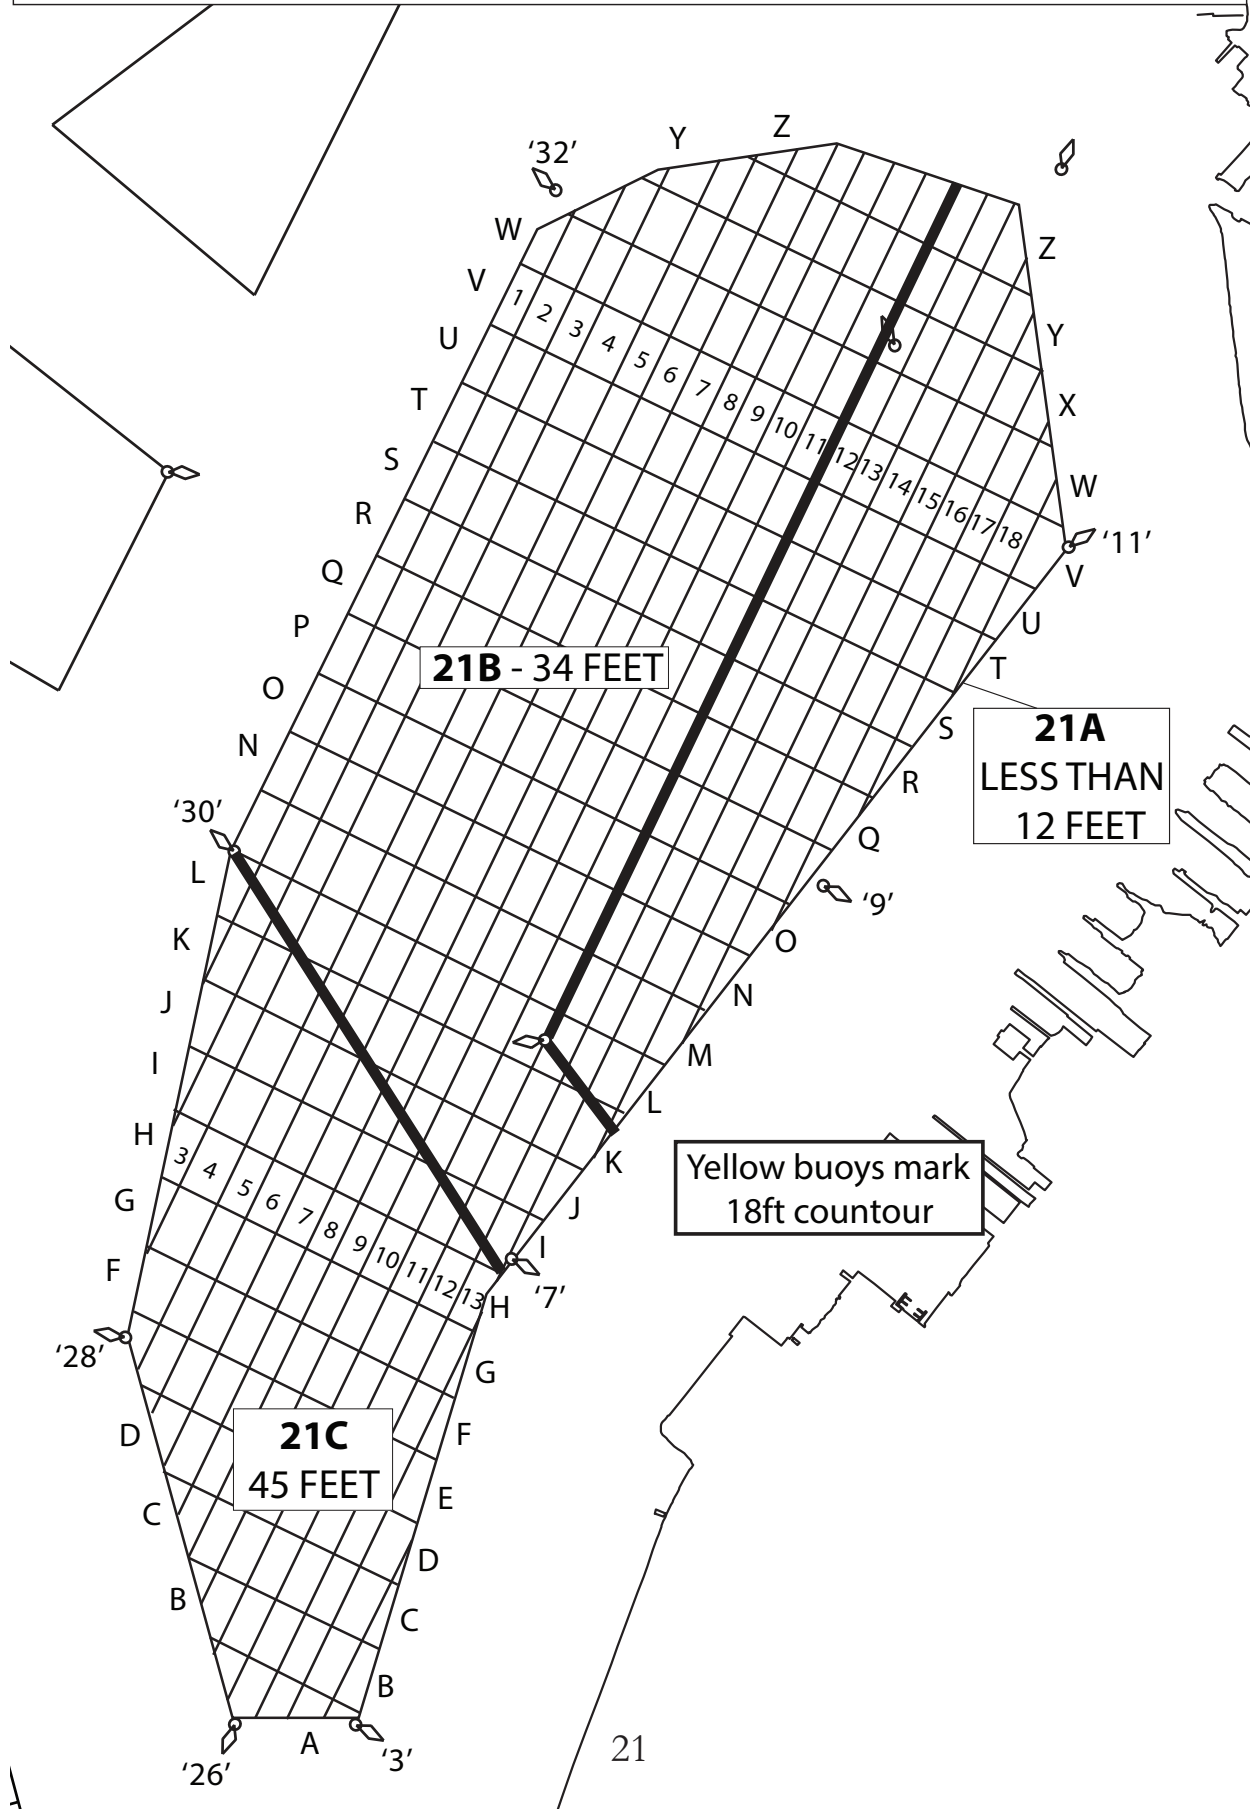 Z
Y
‘32’
W
Z
V
1 2 3 4 5 6 7 8 9 10 11 12 13 14 15 16 17 18
U
Y
T
X
S
W
R
‘11’
Q
V
P
U
21B - 34 FEET
T
O
S
21A
LESS THAN
12 FEET
N
R
‘30’
Q
L
‘9’
K
O
J
N
I
M
H
L
3 4 5 6 7 8 9 10 11 12 13
K
Yellow buoys mark
18ft countour
G
J
F
I
‘7’
H
‘28’
G
D
21C
45 FEET
F
C
E
D
B
C
B
A
‘26’
‘3’
21